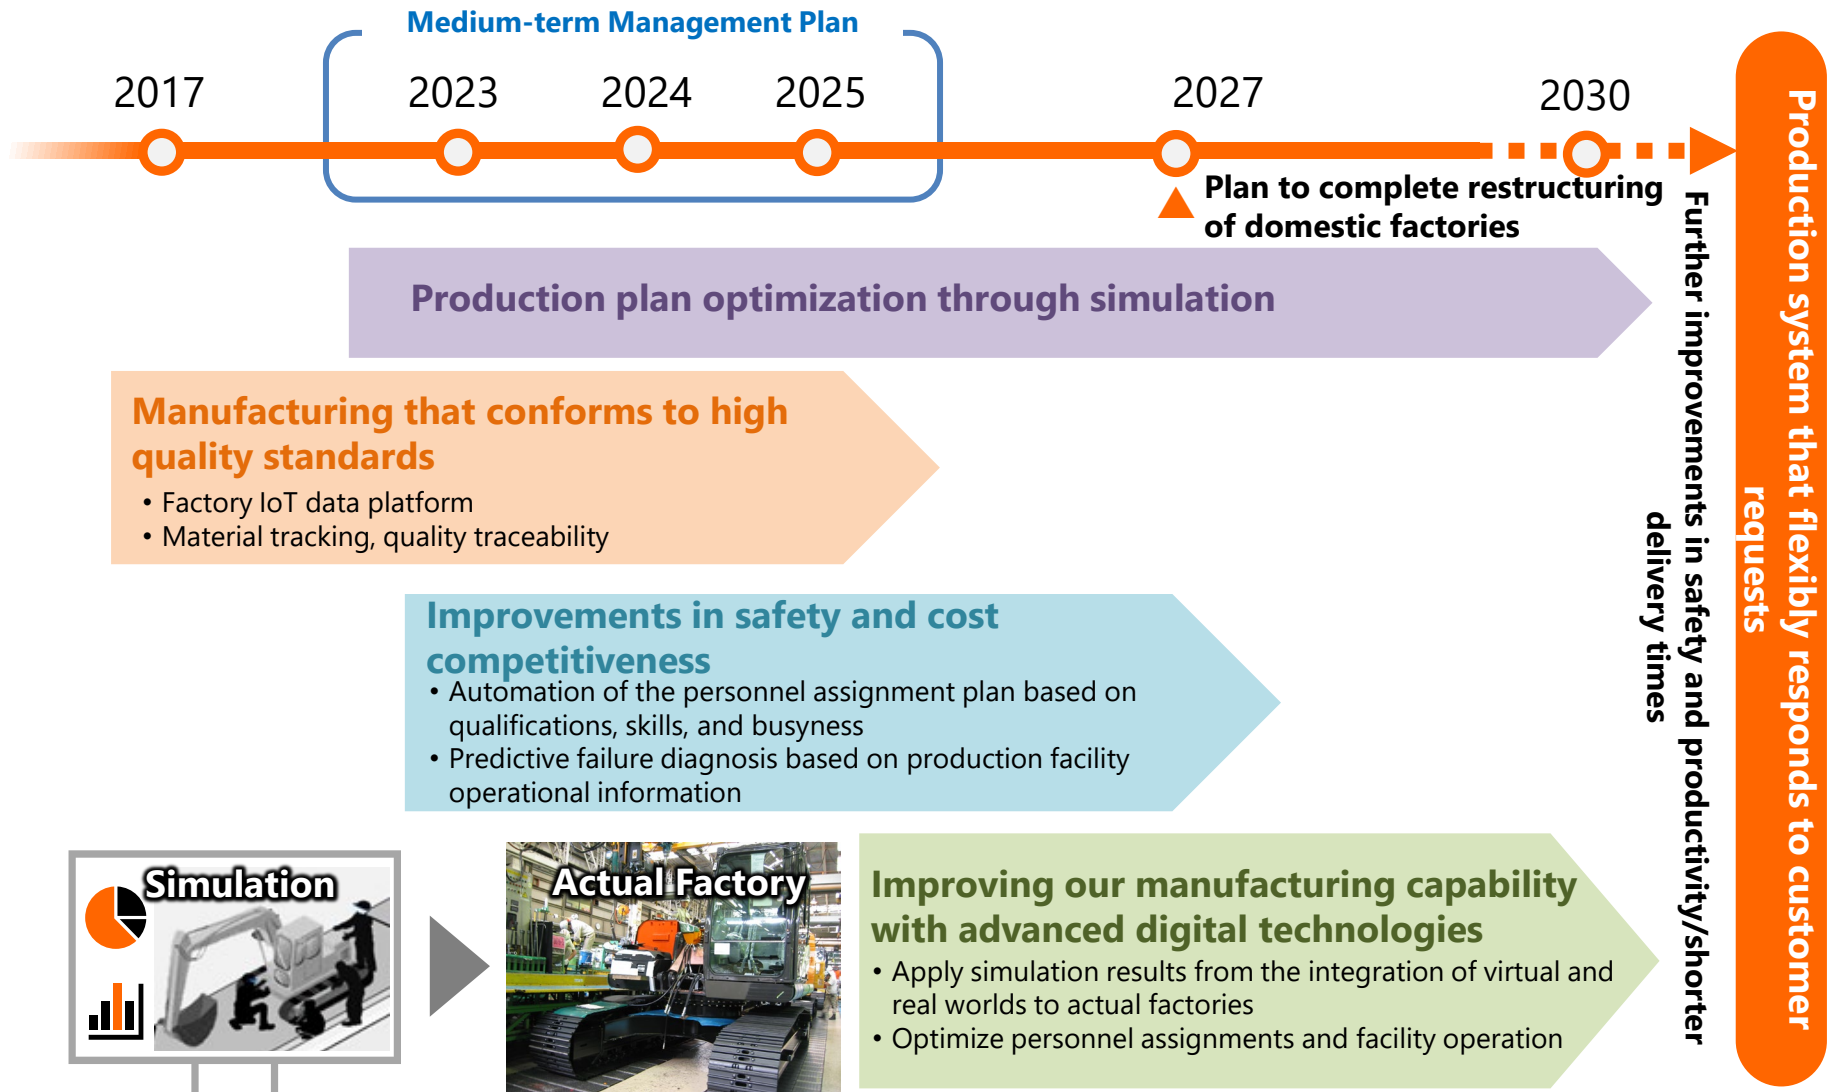 Medium-term Management Plan
2017
2023
2024
2025
2027
2030
Plan to complete restructuring
of domestic factories
Production plan optimization through simulation
Manufacturing that conforms to high
quality standards
• Factory IoT data platform
• Material tracking, quality traceability
Improvements in safety and cost
competitiveness
• Automation of the personnel assignment plan based on
qualifications, skills, and busyness
• Predictive failure diagnosis based on production facility
operational information
Simulation
Actual Factory
Improving our manufacturing capability
with advanced digital technologies
• Apply simulation results from the integration of virtual and
real worlds to actual factories
• Optimize personnel assignments and facility operation
Further improvements in safety and productivity/shorter
delivery times
Production system that flexibly responds to customer
requests